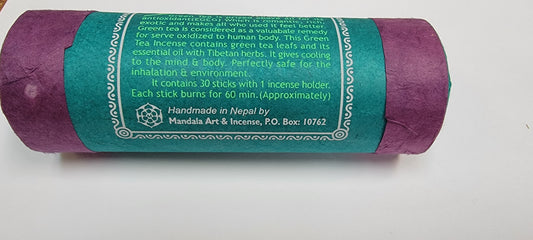 antioxidant(EGCG) which is romantic, rich,
exotic and makes all who used it feel better.
Green tea is considered as a valuabale remedy
for serve oxidized to human body. This Green
Tea Incense contains green tea leafs and its
essential oil with Tibetan herbs. It gives cooling
to the mind & body. Perfectly safe for the
inhalation & environment.
It contains 30 sticks with 1 incense holder.
Each stick burns for 60 min.(Approximately)
Handmade in Nepal by
Mandala Art & Incense, P.O. Box: 10762